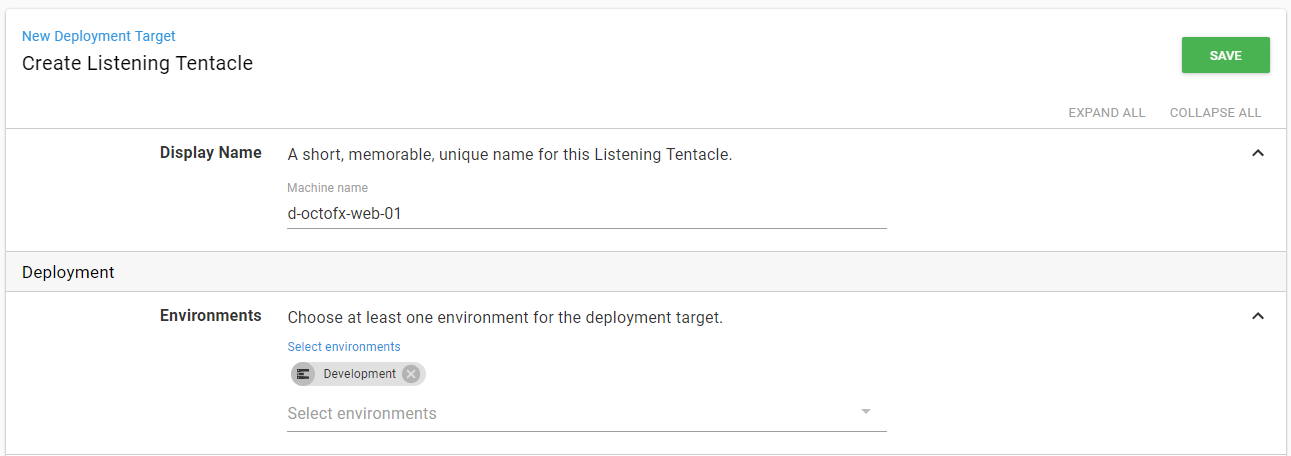 New Deployment Target
Create Listening Tentacle
SAVE
EXPAND ALL COLLAPSE ALL
Display Name A short, memorable, unique name for this Listening Tentacle.
Machine name
d-octofx-web-01
Deployment
Environments Choose at least one environment for the deployment target.
Select environments
Development
Select environments